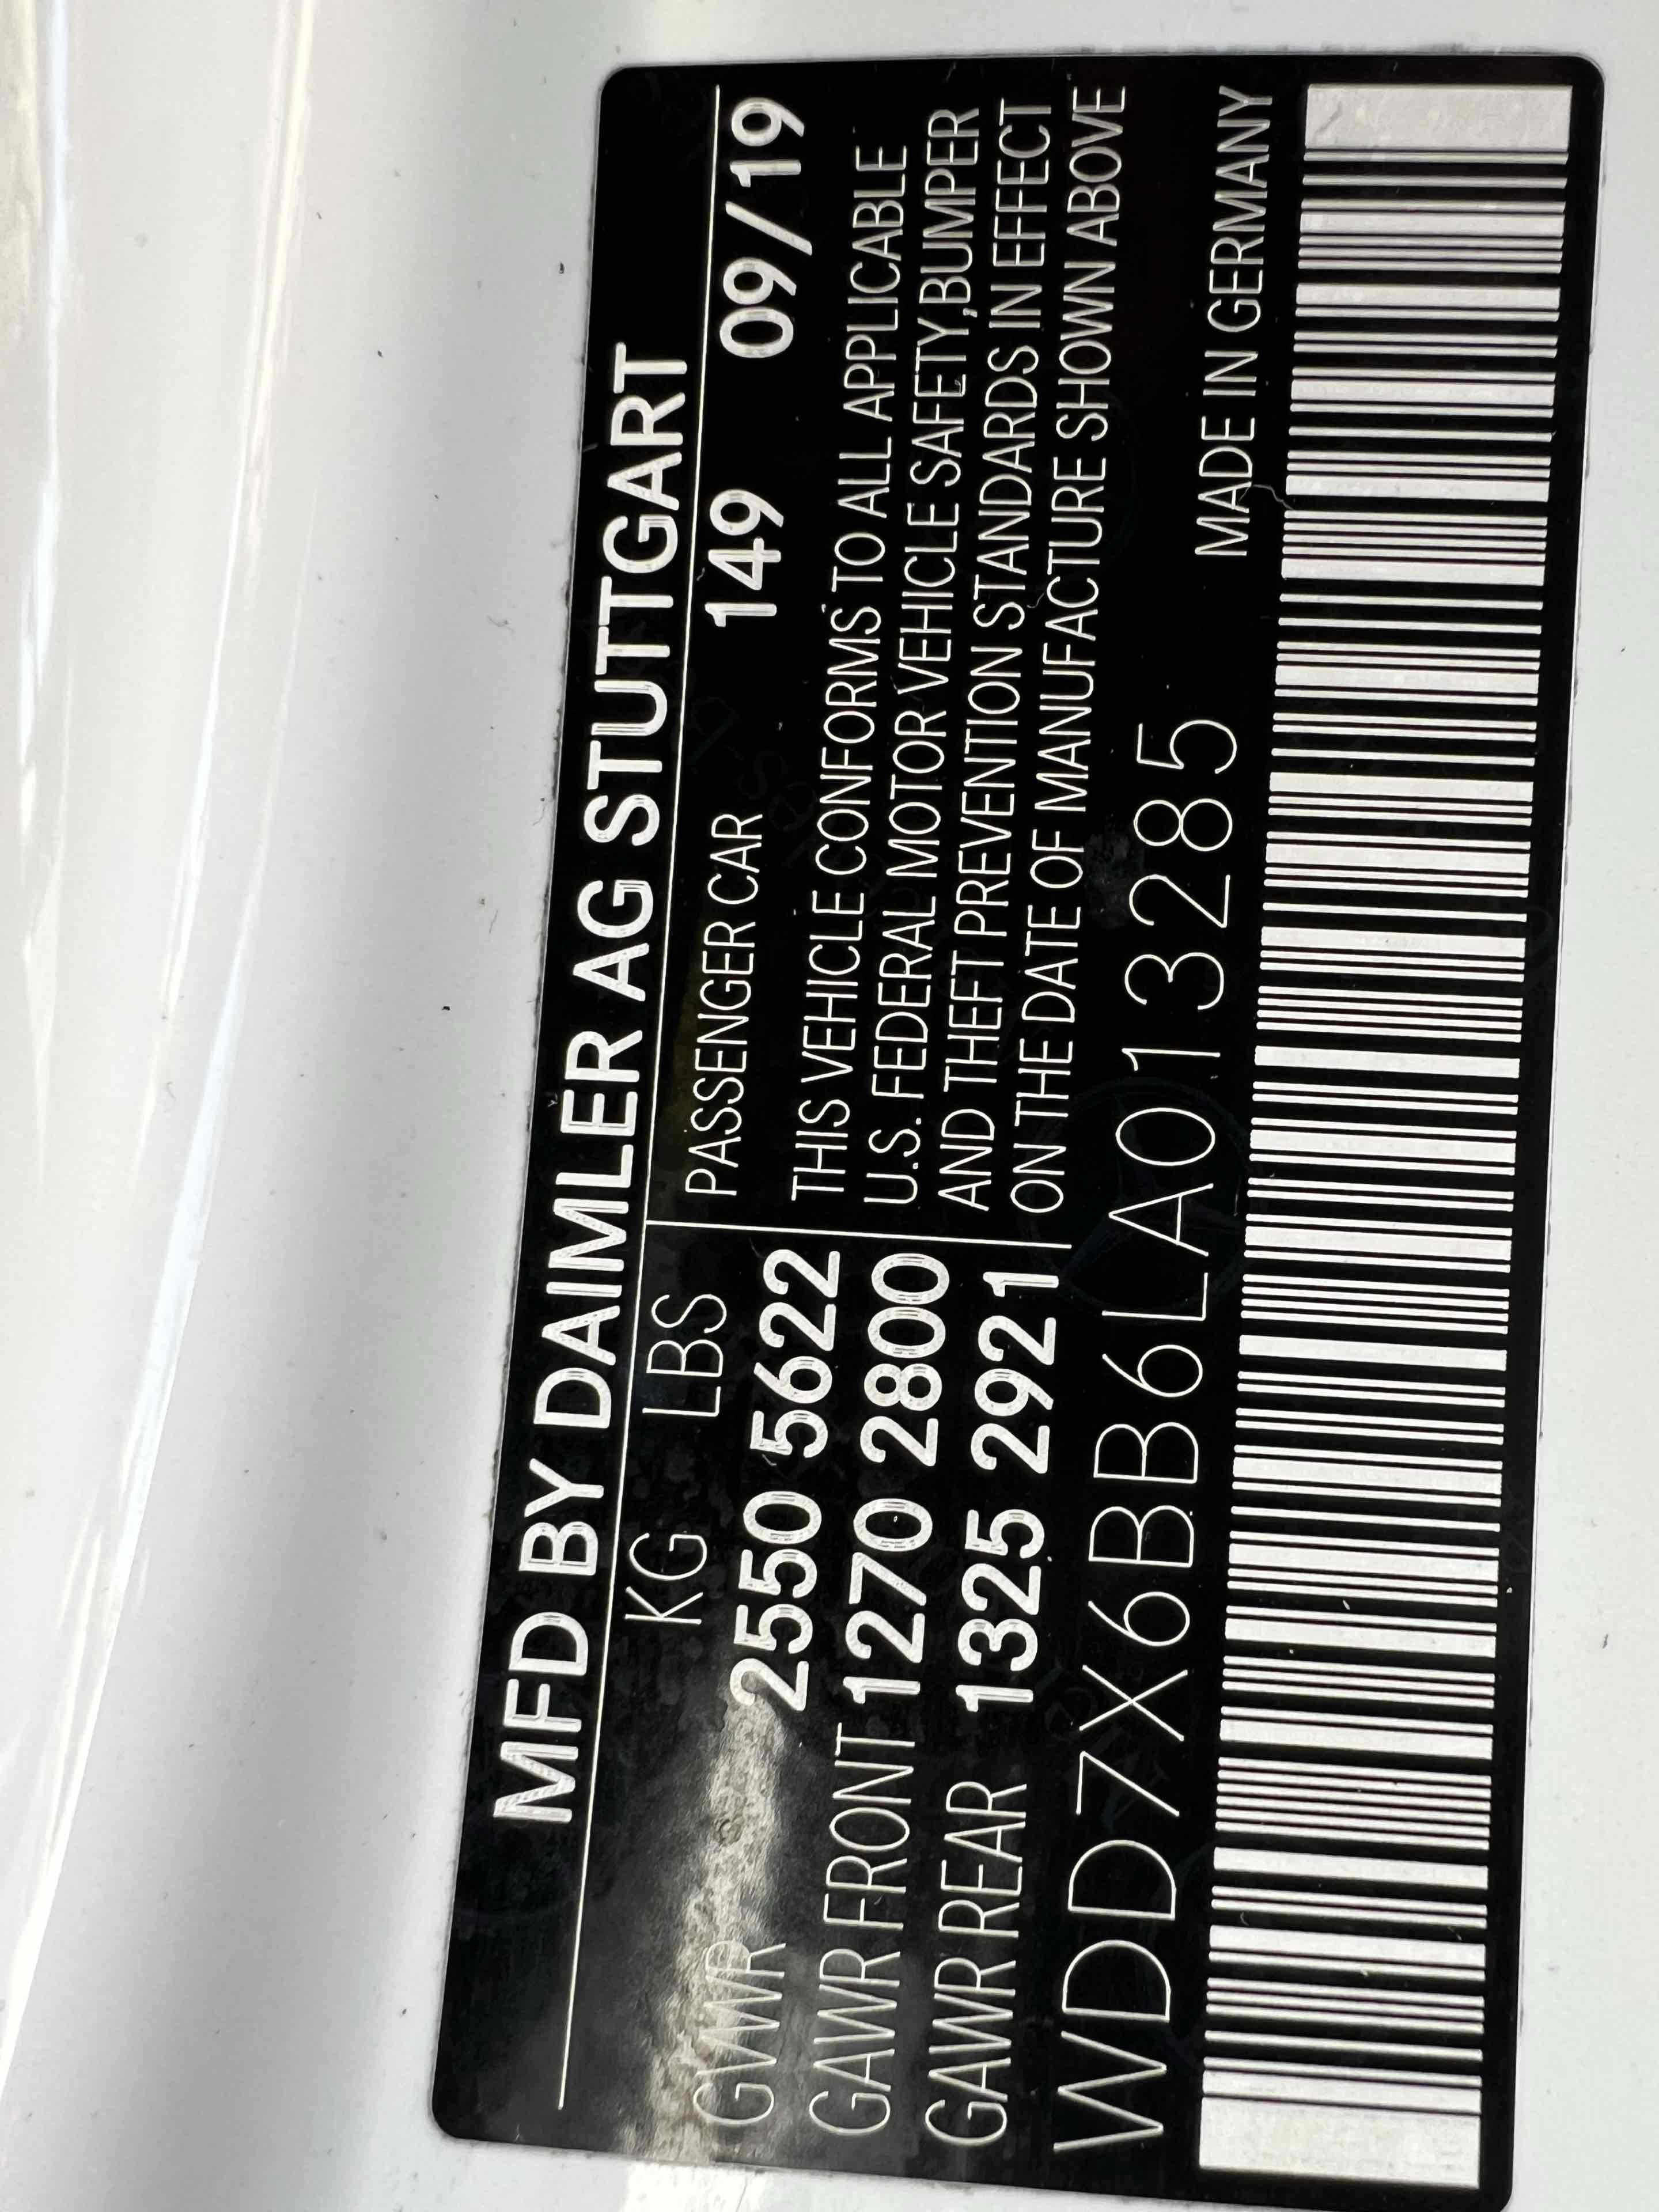 MFD BY DAIMLER AG STUTTGART
KG LBS
GVWR 2550 5622
GAWR FRONT 1270 2800
GAWR REAR 1325 2921
PASSENGER CAR 149 09/19
THIS VEHICLE CONFORMS TO ALL APPLICABLE
U.S. FEDERAL MOTOR VEHICLE SAFETY,BUMPER
AND THEFT PREVENTION STANDARDS IN EFFECT
ON THE DATE OF MANUFACTURE SHOWN ABOVE
WDD7X6BB6LA013285
MADE IN GERMANY